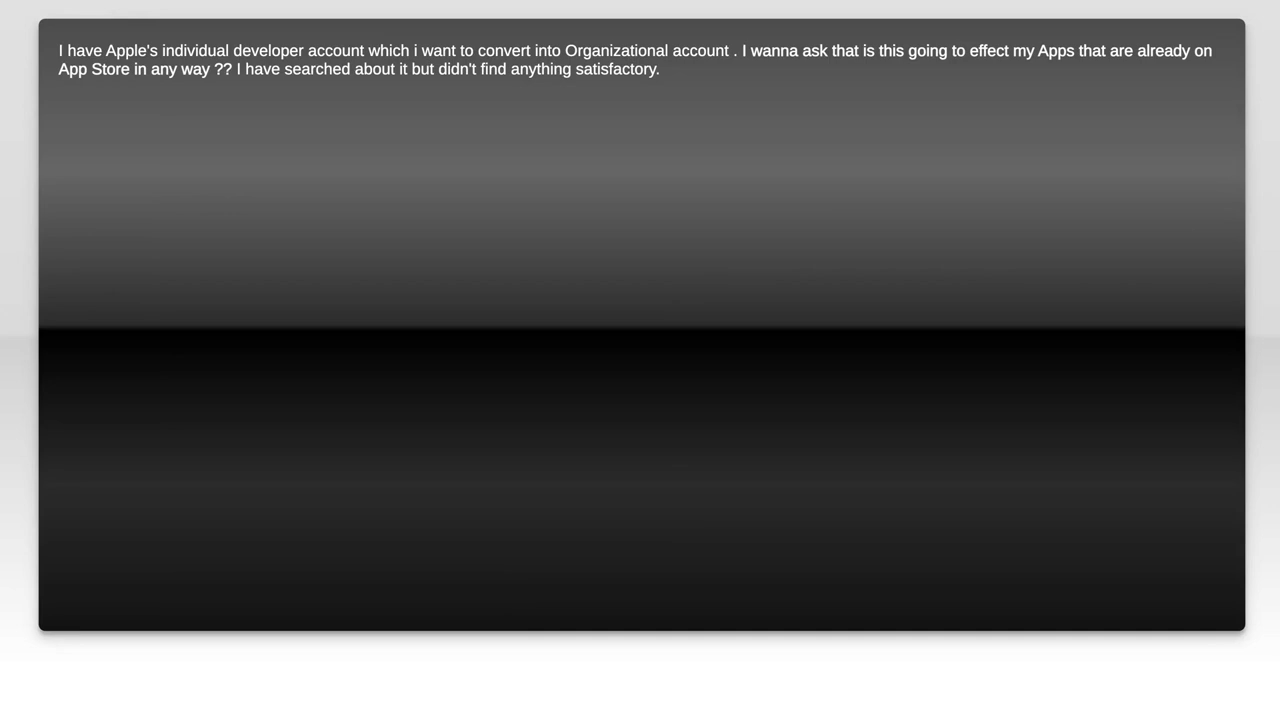 I have Apple's individual developer account which i want to convert into Organizational account . I wanna ask that is this going to effect my Apps that are already on
App Store in any way ?? I have searched about it but didn't find anything satisfactory.